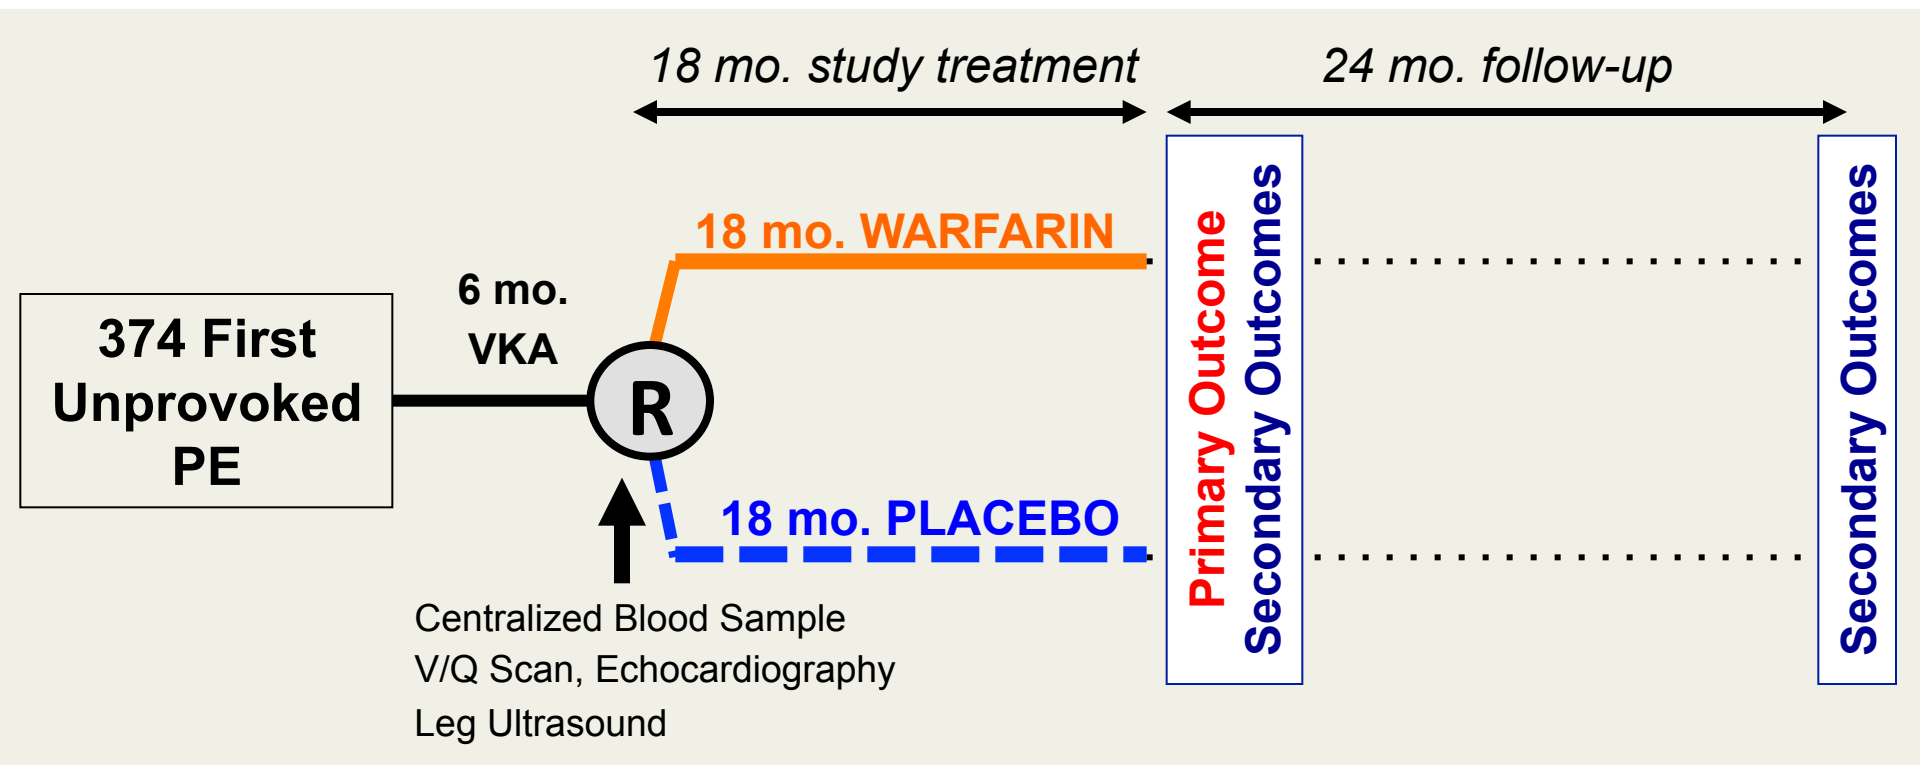 18 mo. study treatment
24 mo. follow-up
18 mo. WARFARIN
6 mo.
VKA
374 First
Unprovoked
PE
R
18 mo. PLACEBO
Centralized Blood Sample
V/Q Scan, Echocardiography
Leg Ultrasound
Primary Outcome
Secondary Outcomes
Secondary Outcomes